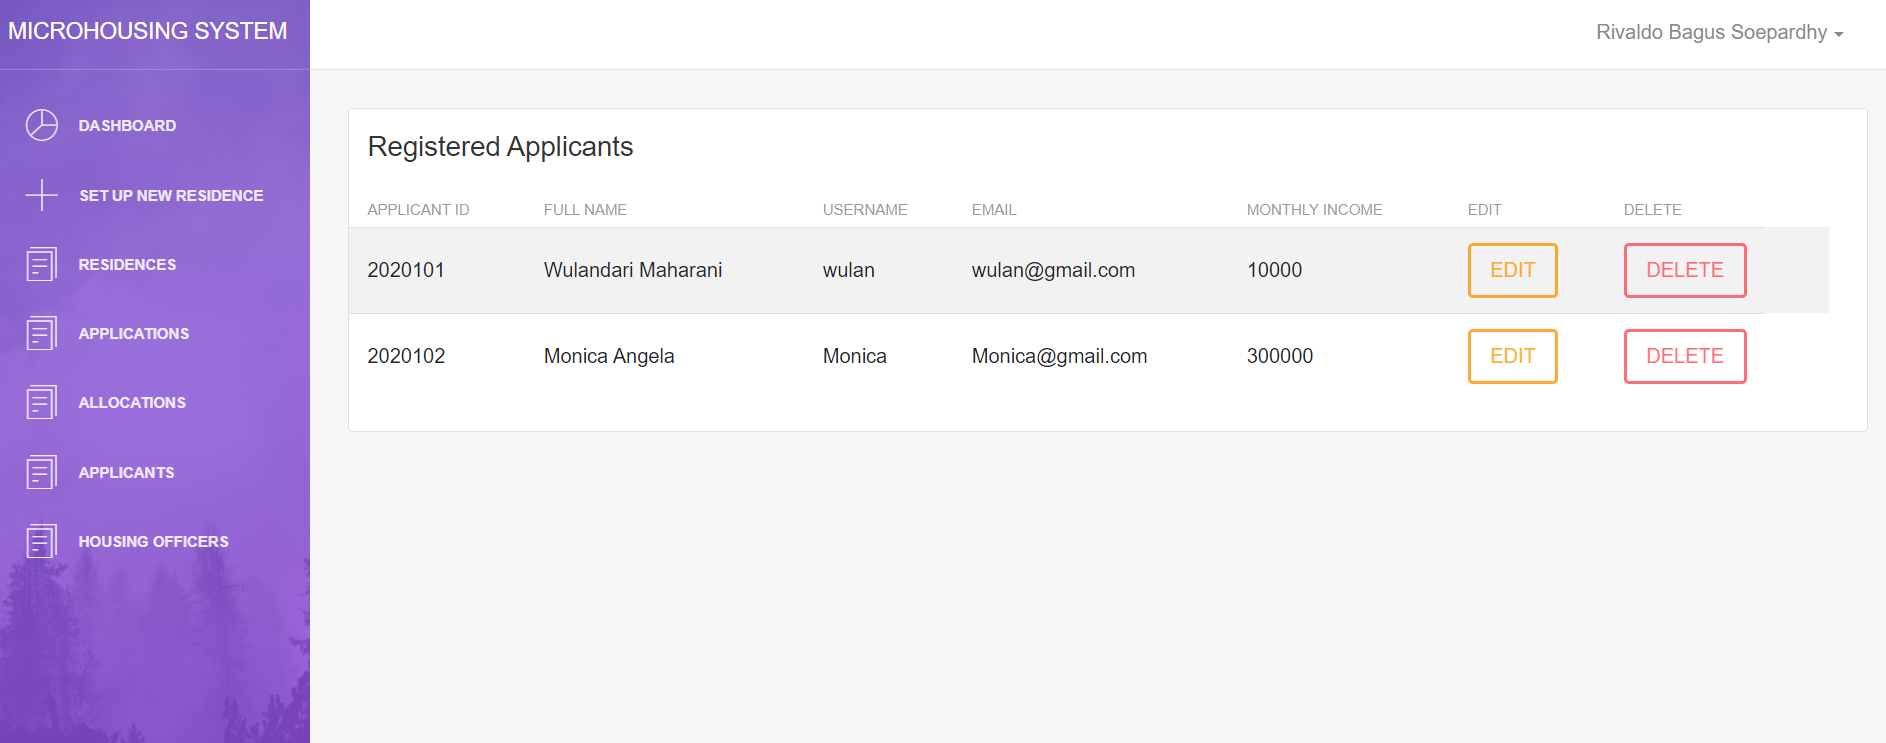 MICROHOUSING SYSTEM
Rivaldo Bagus Soepardhy
DASHBOARD
SET UP NEW RESIDENCE
RESIDENCES
APPLICATIONS
ALLOCATIONS
APPLICANTS
HOUSING OFFICERS
Registered Applicants
APPLICANT ID FULL NAME USERNAME EMAIL MONTHLY INCOME EDIT DELETE
2020101 Wulandari Maharani wulan wulan@gmail.com 10000 EDIT DELETE
2020102 Monica Angela Monica Monica@gmail.com 300000 EDIT DELETE